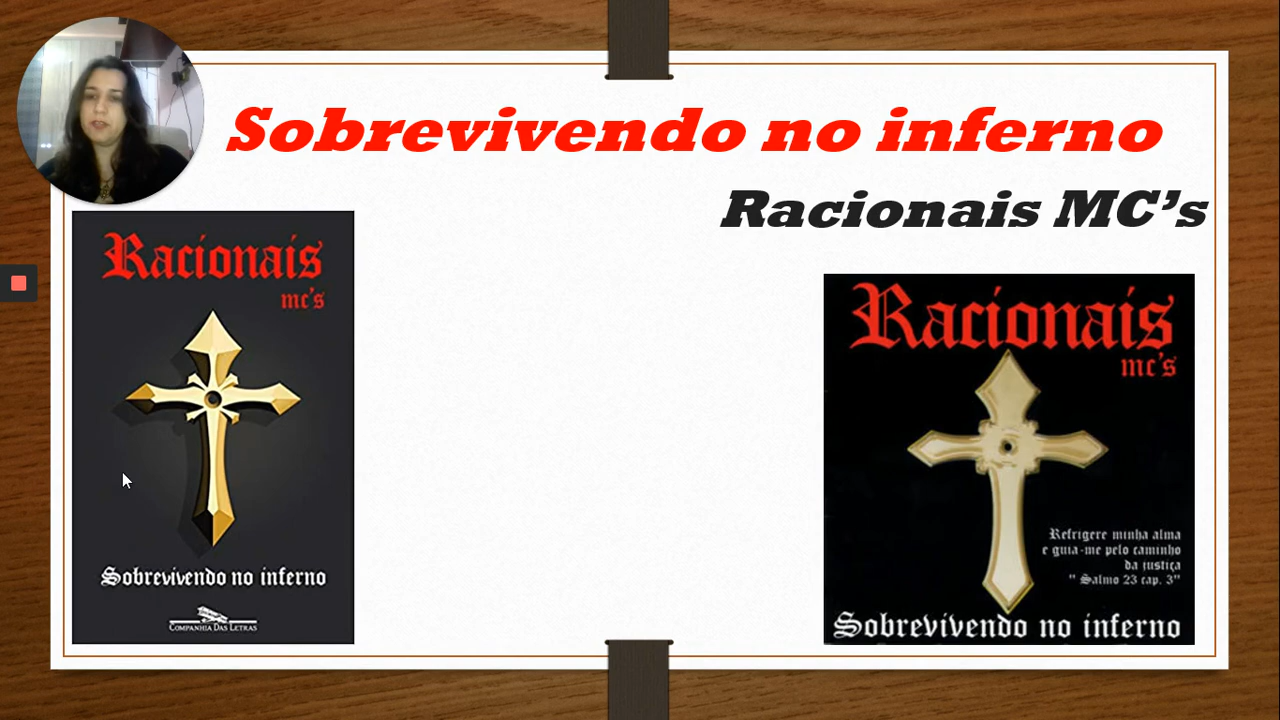 Sobrevivendo no inferno
Racionais MC’s
Racionais
mc's
Sobrevivendo no inferno
COMPANHIA DAS LETRAS
Racionais
mc's
Refrigere minha alma
e guia-me pelo caminho
da justiça
" Salmo 23 cap. 3"
Sobrevivendo no inferno